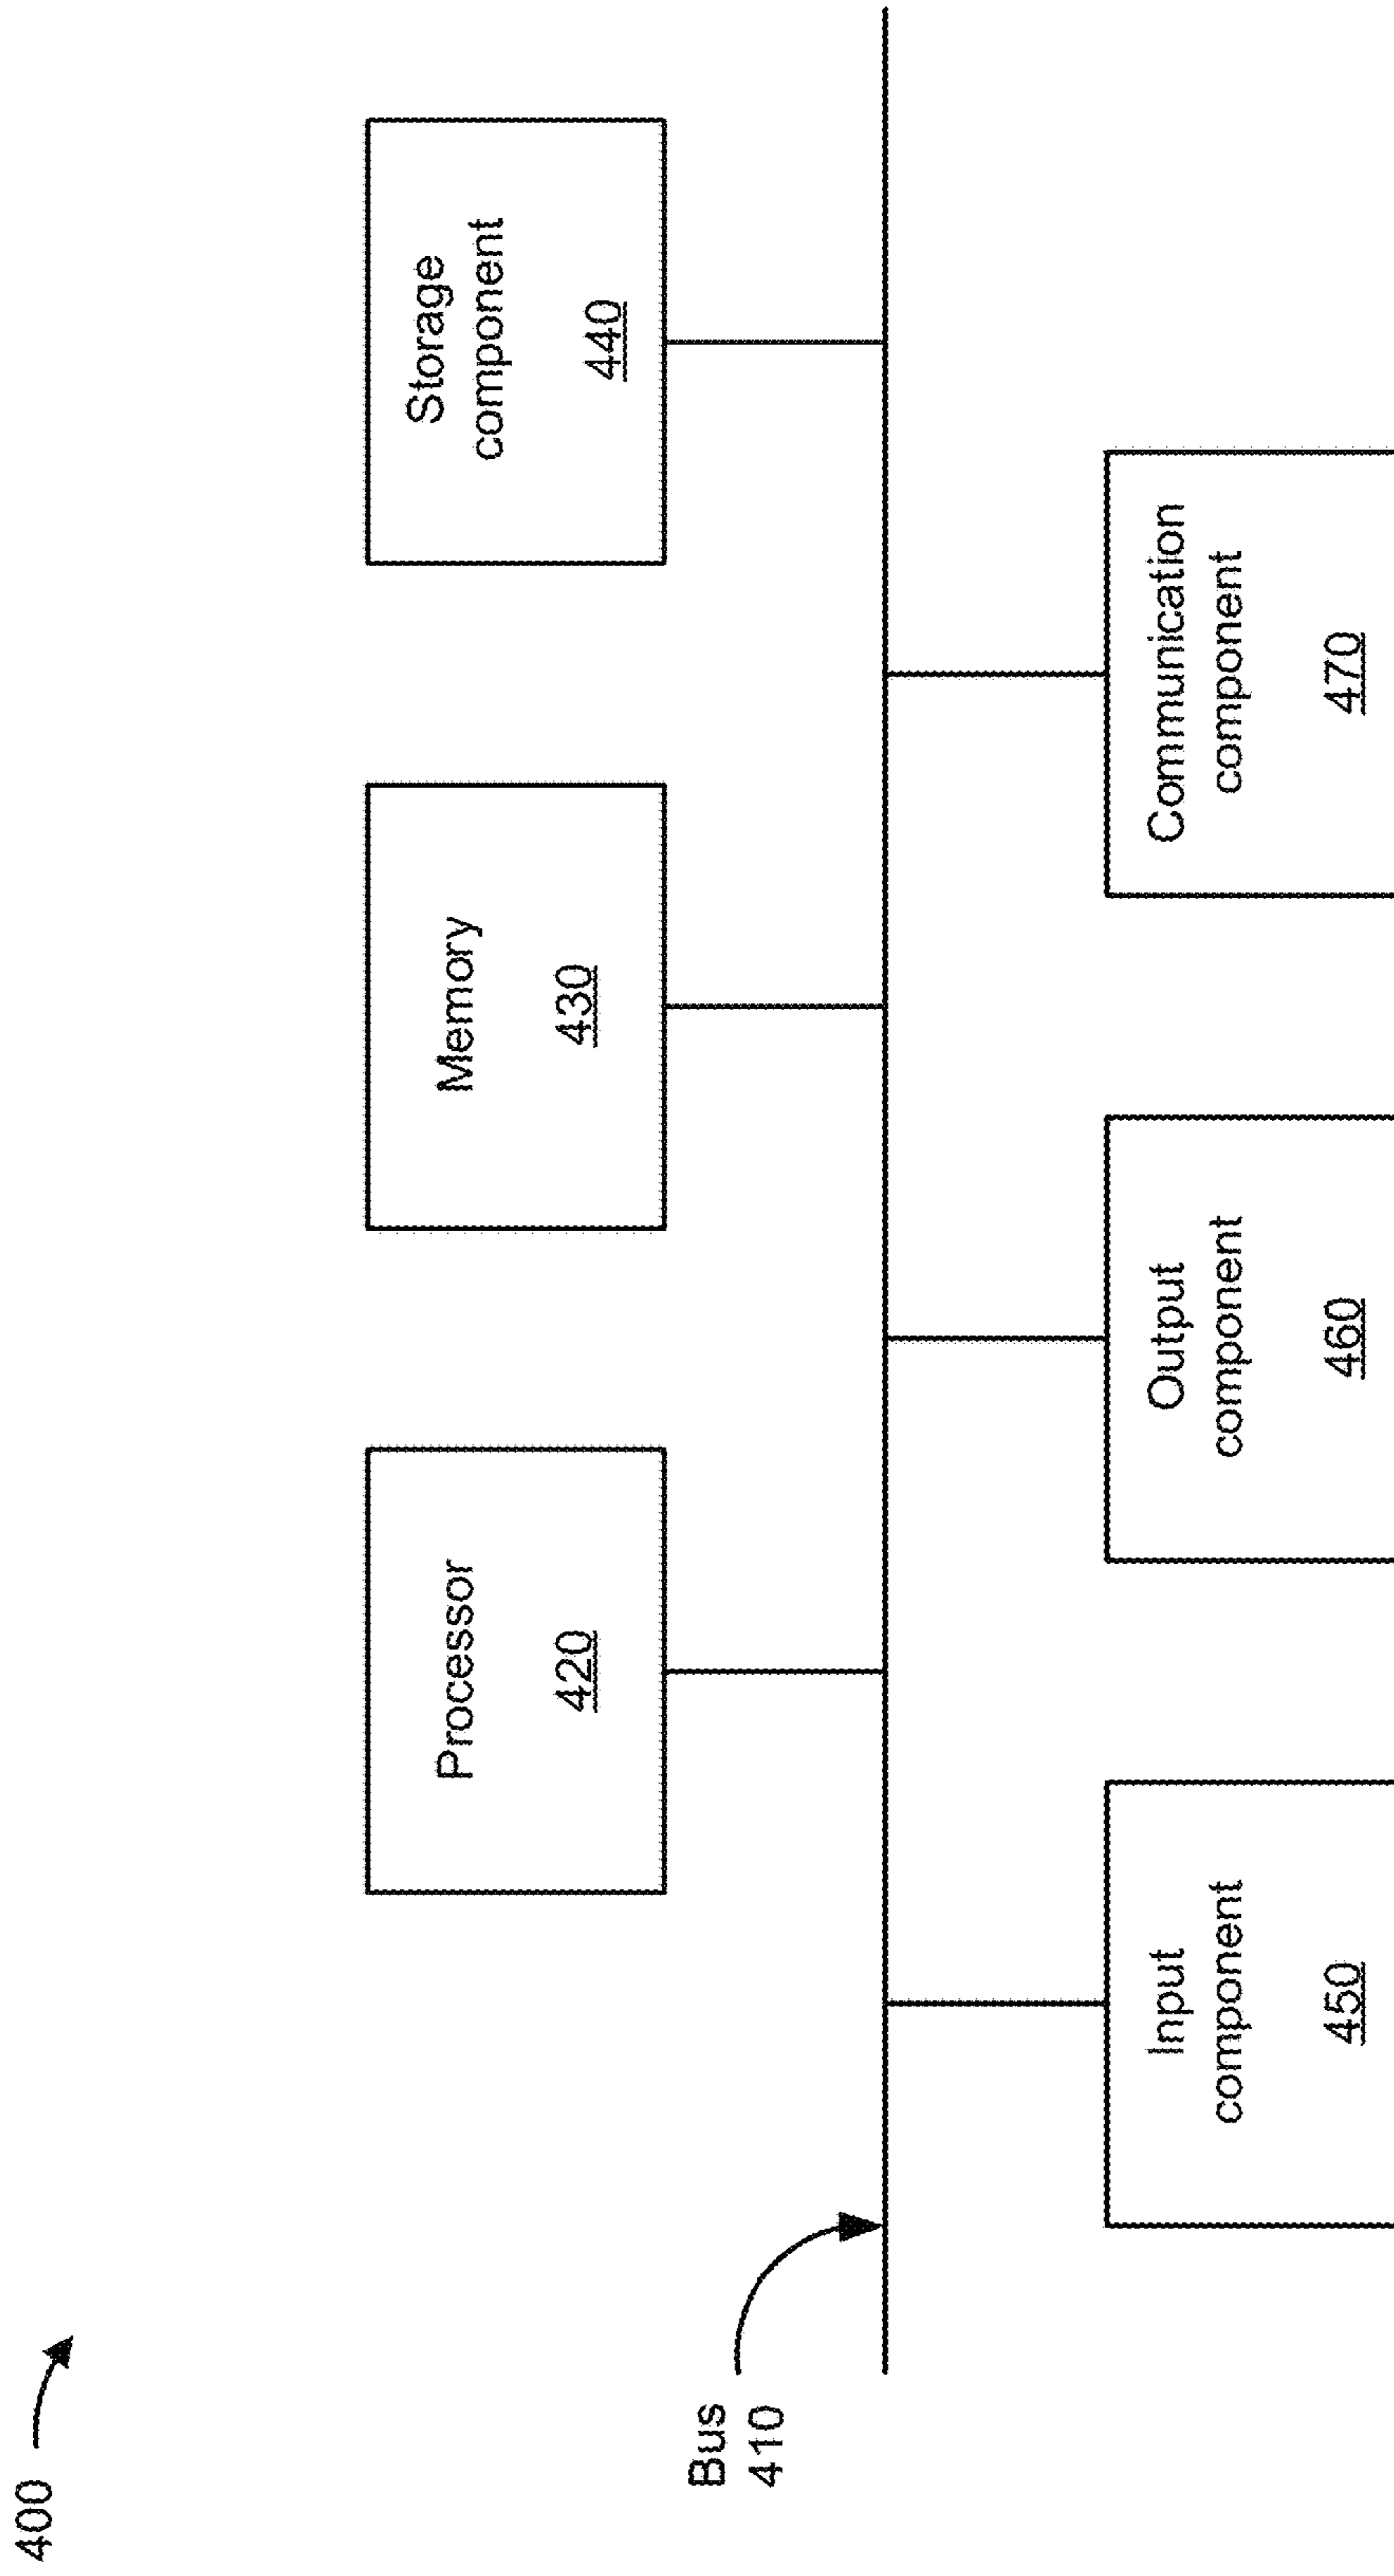 400
Processor
420
Memory
430
Storage
component
440
Bus
410
Input
component
450
Output
component
460
Communication
component
470